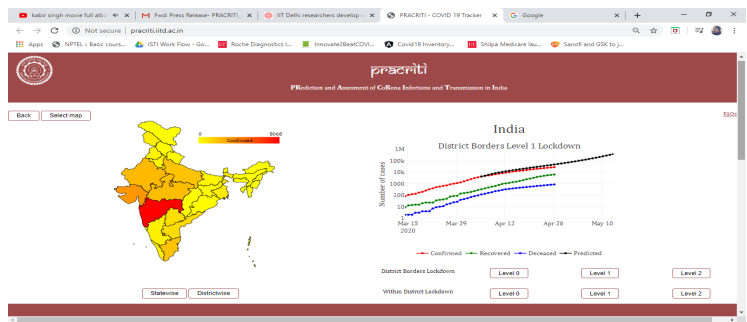 kabir singh movie full albu
Fwd: Press Release- PRACRITI_
IIT Delhi researchers develop
PRACRITI - COVID 19 Tracker
Google
Not secure | pracriti.iitd.ac.in
Apps
NPTEL :: Basic cours...
ISTI Work Flow - Go...
Roche Diagnostics I...
Innovate2BeatCOVI...
Covid19 Inventory...
Shilpa Medicare lau...
Sanofi and GSK to j...
pracriti
PRediction and Assessment of CoRona Infections and Transmission in India
Back
Select map
FAQs
0
8068
Confirmed
India
District Borders Level 1 Lockdown
Number of cases
1M
100k
10k
1000
100
10
1
Mar 15
2020
Mar 29
Apr 12
Apr 26
May 10
Confirmed
Recovered
Deceased
Predicted
Statewise
Districtwise
District Borders Lockdown
Level 0
Level 1
Level 2
Within District Lockdown
Level 0
Level 1
Level 2